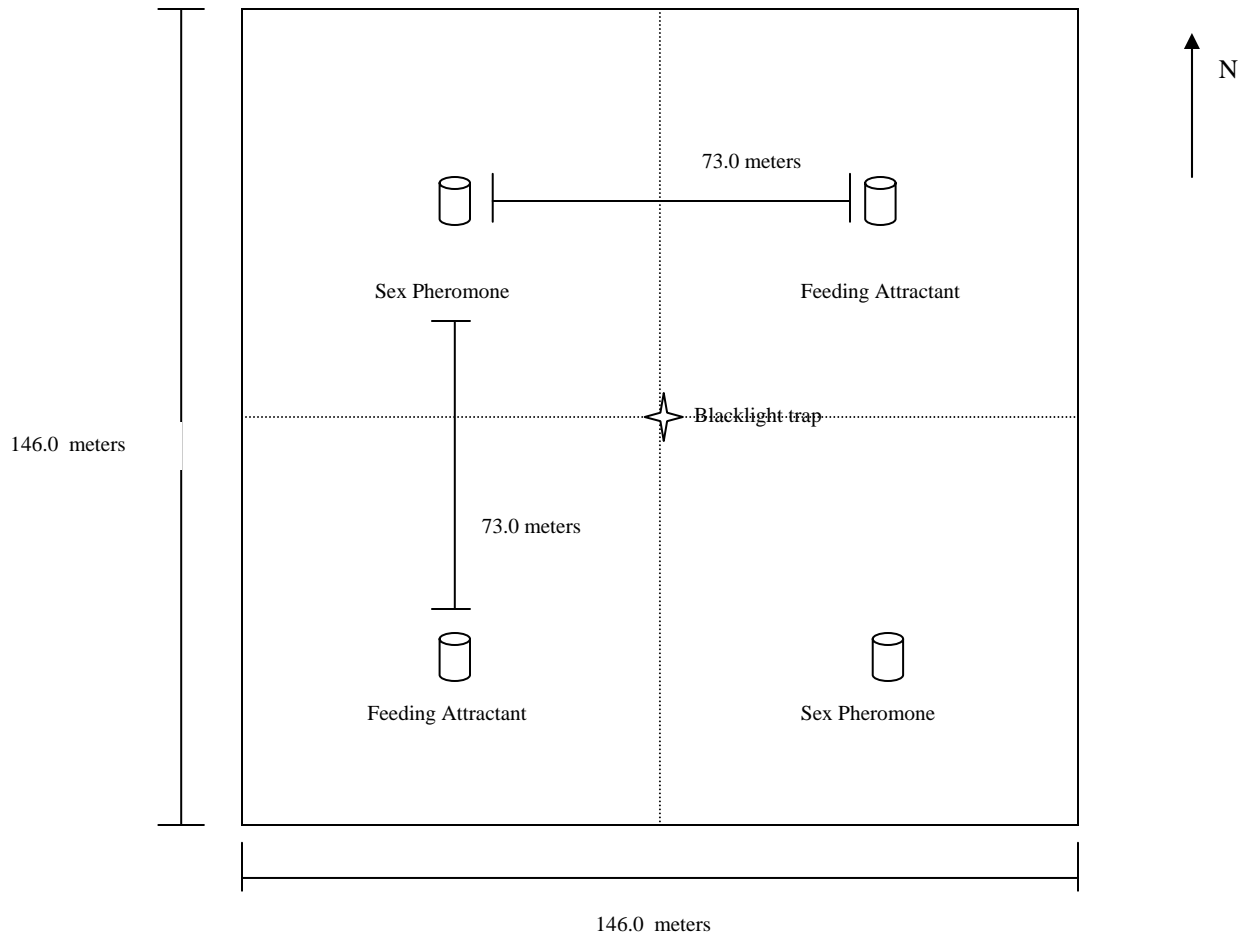 N
73.0 meters
Sex Pheromone
Feeding Attractant
Blacklight trap
146.0 meters
73.0 meters
Feeding Attractant
Sex Pheromone
146.0 meters